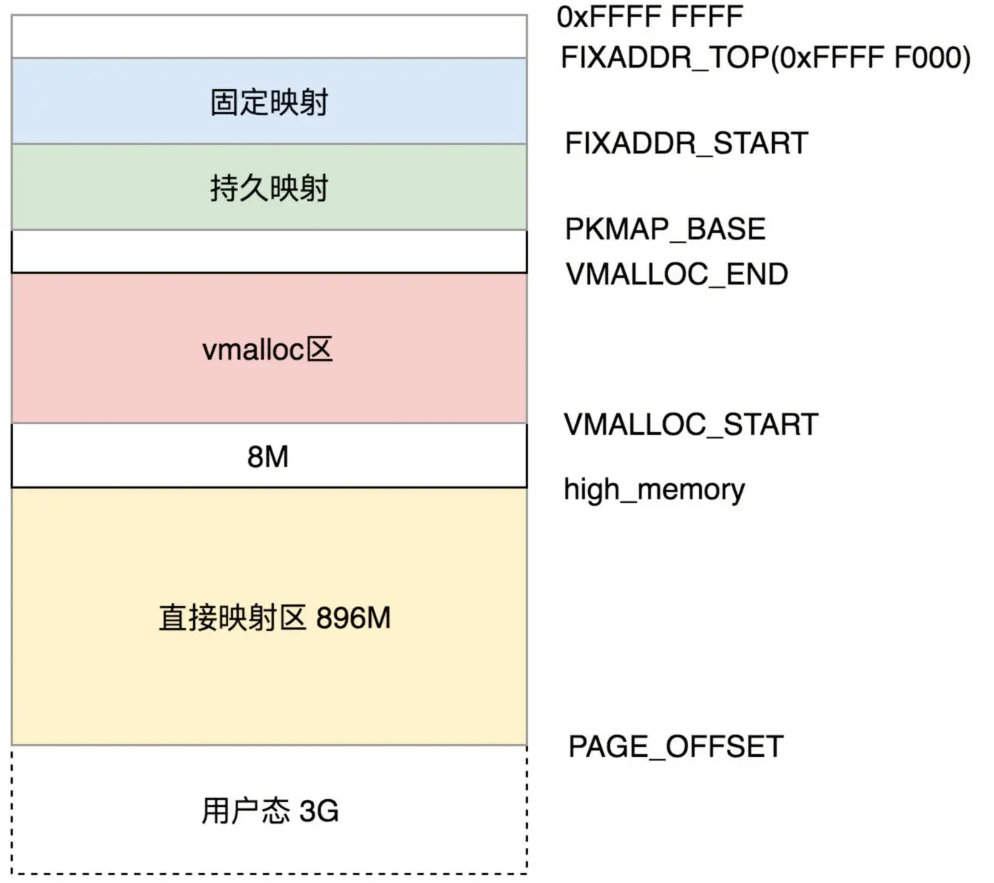 0xFFFF FFFF
FIXADDR_TOP(0xFFFF F000)
固定映射
FIXADDR_START
持久映射
PKMAP_BASE
VMALLOC_END
vmalloc区
VMALLOC_START
8M
high_memory
直接映射区 896M
PAGE_OFFSET
用户态 3G